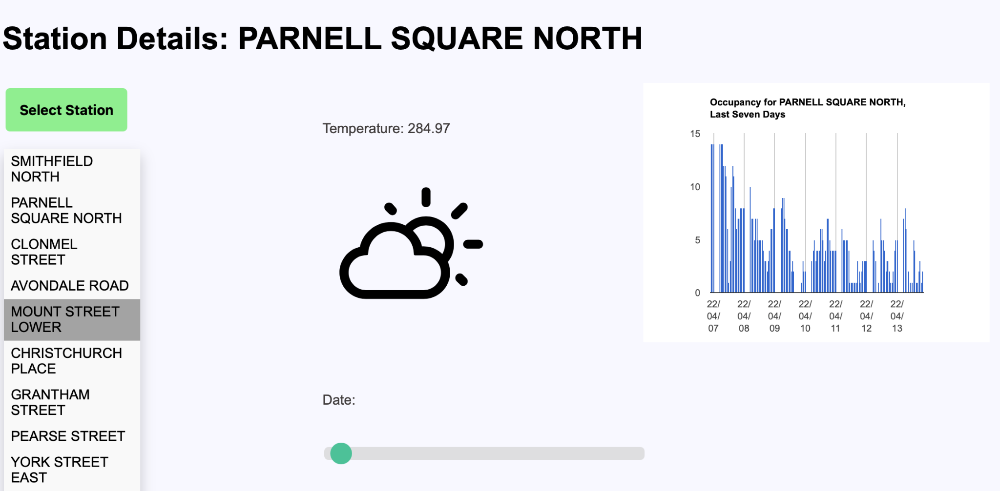 Station Details: PARNELL SQUARE NORTH
Select Station
SMITHFIELD
NORTH
PARNELL
SQUARE NORTH
CLONMEL
STREET
AVONDALE ROAD
MOUNT STREET
LOWER
CHRISTCHURCH
PLACE
GRANTHAM
STREET
PEARSE STREET
YORK STREET
EAST
Temperature: 284.97
Date:
Occupancy for PARNELL SQUARE NORTH,
Last Seven Days
15
10
5
0
22/ 22/ 22/ 22/ 22/ 22/ 22/
04/ 04/ 04/ 04/ 04/ 04/ 04/
07 08 09 10 11 12 13